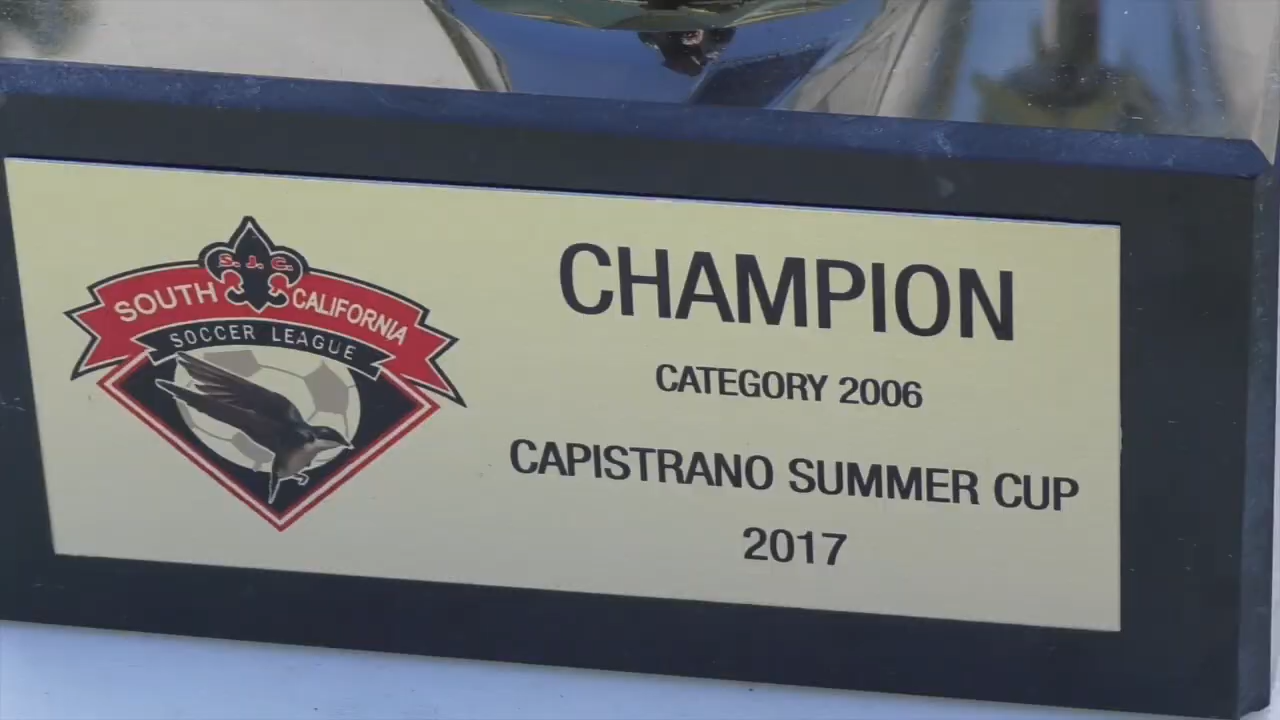 S. J. C.
SOUTH CALIFORNIA
SOCCER LEAGUE
CHAMPION
CATEGORY 2006
CAPISTRANO SUMMER CUP
2017